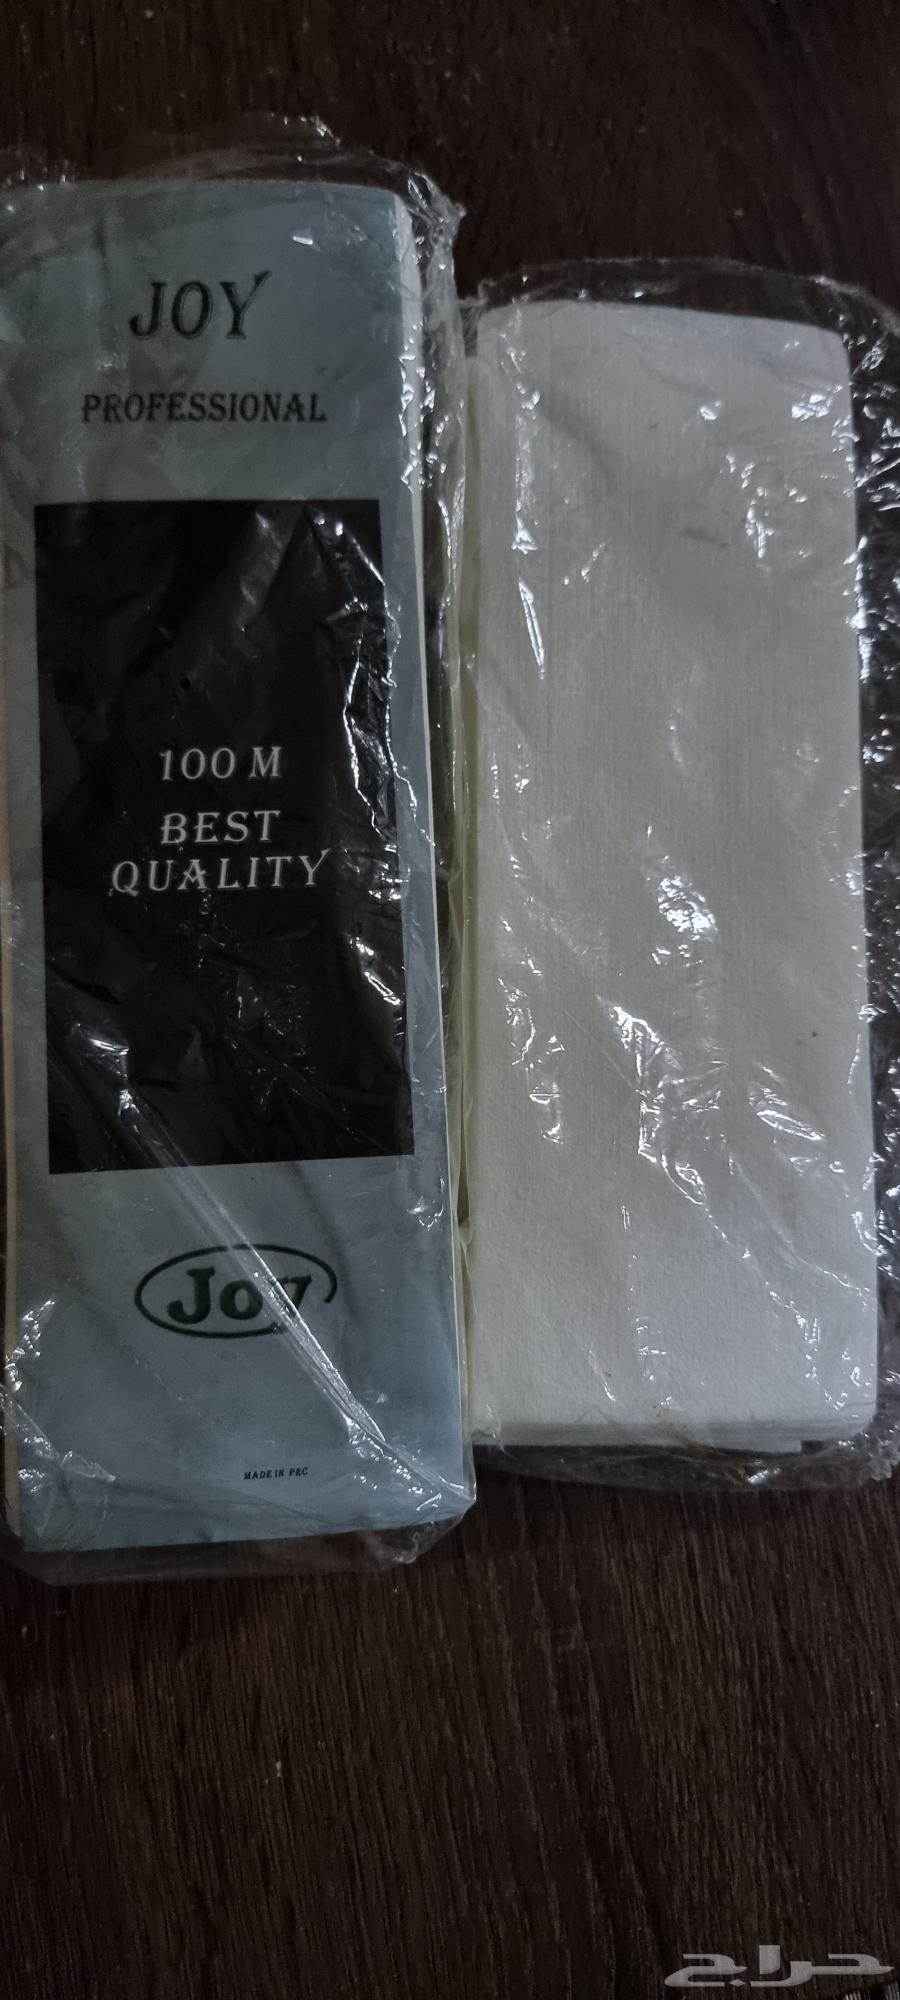 JOY
PROFESSIONAL
100 M
BEST
QUALITY
Joy
MADE IN PRC
حراج